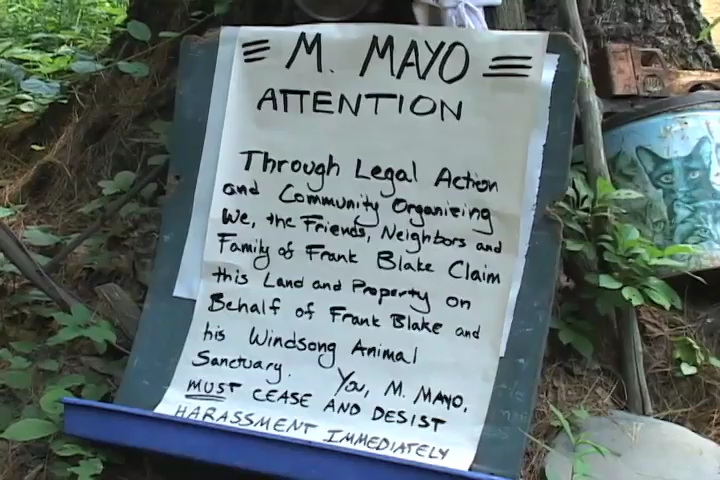 M. MAYO
ATTENTION
Through Legal Action
and Community Organizing
We, the Friends, Neighbors and
Family of Frank Blake Claim
this Land and Property on
Behalf of Frank Blake and
his Windsong Animal
Sanctuary. You, M. MAYO,
MUST CEASE AND DESIST
HARASSMENT IMMEDIATELY